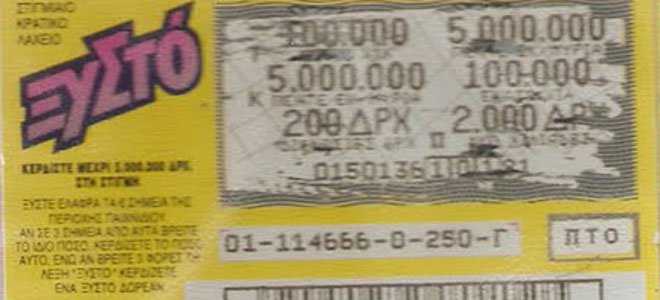 ΣΤΙΓΜΙΑΙΟ
ΚΡΑΤΙΚΟ
ΛΑΧΕΙΟ
ΞΥΣΤΟ
ΚΕΡΔΙΣΤΕ ΜΕΧΡΙ 5.000.000 ΔΡΧ.
ΣΤΗ ΣΤΙΓΜΗ
ΞΥΣΤΕ ΕΛΑΦΡΑ ΤΑ 6 ΣΗΜΕΙΑ ΤΗΣ
ΠΕΡΙΟΧΗΣ ΠΑΙΧΝΙΔΙΟΥ
ΑΝ ΣΕ 3 ΣΗΜΕΙΑ ΑΠΟ ΑΥΤΑ ΒΡΕΙΤΕ
ΤΟ ΙΔΙΟ ΠΟΣΟ, ΚΕΡΔΙΖΕΤΕ ΤΟ ΠΟΣΟ
ΑΥΤΟ, ΕΝΩ ΑΝ ΒΡΕΙΤΕ 3 ΦΟΡΕΣ ΤΗ
ΛΕΞΗ "ΞΥΣΤΟ" ΚΕΡΔΙΖΕΤΕ
ΕΝΑ ΞΥΣΤΟ ΔΩΡΕΑΝ
100.000 5.000.000
5.000.000 100.000
Κ ΠΕΝΤΕ
200 ΔΡΧ Π 2.000 ΔΡ
0150136
01-114666-0-250-Γ ΠΤΟ